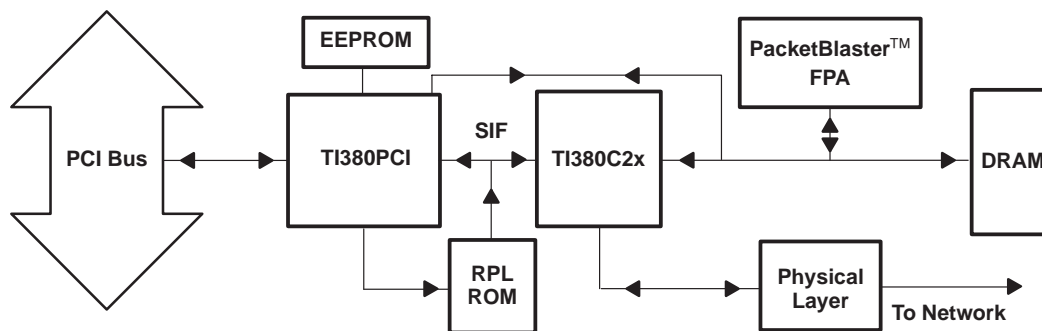 EEPROM
PacketBlaster™
FPA
PCI Bus
TI380PCI
SIF
TI380C2x
DRAM
RPL
ROM
Physical
Layer
To Network